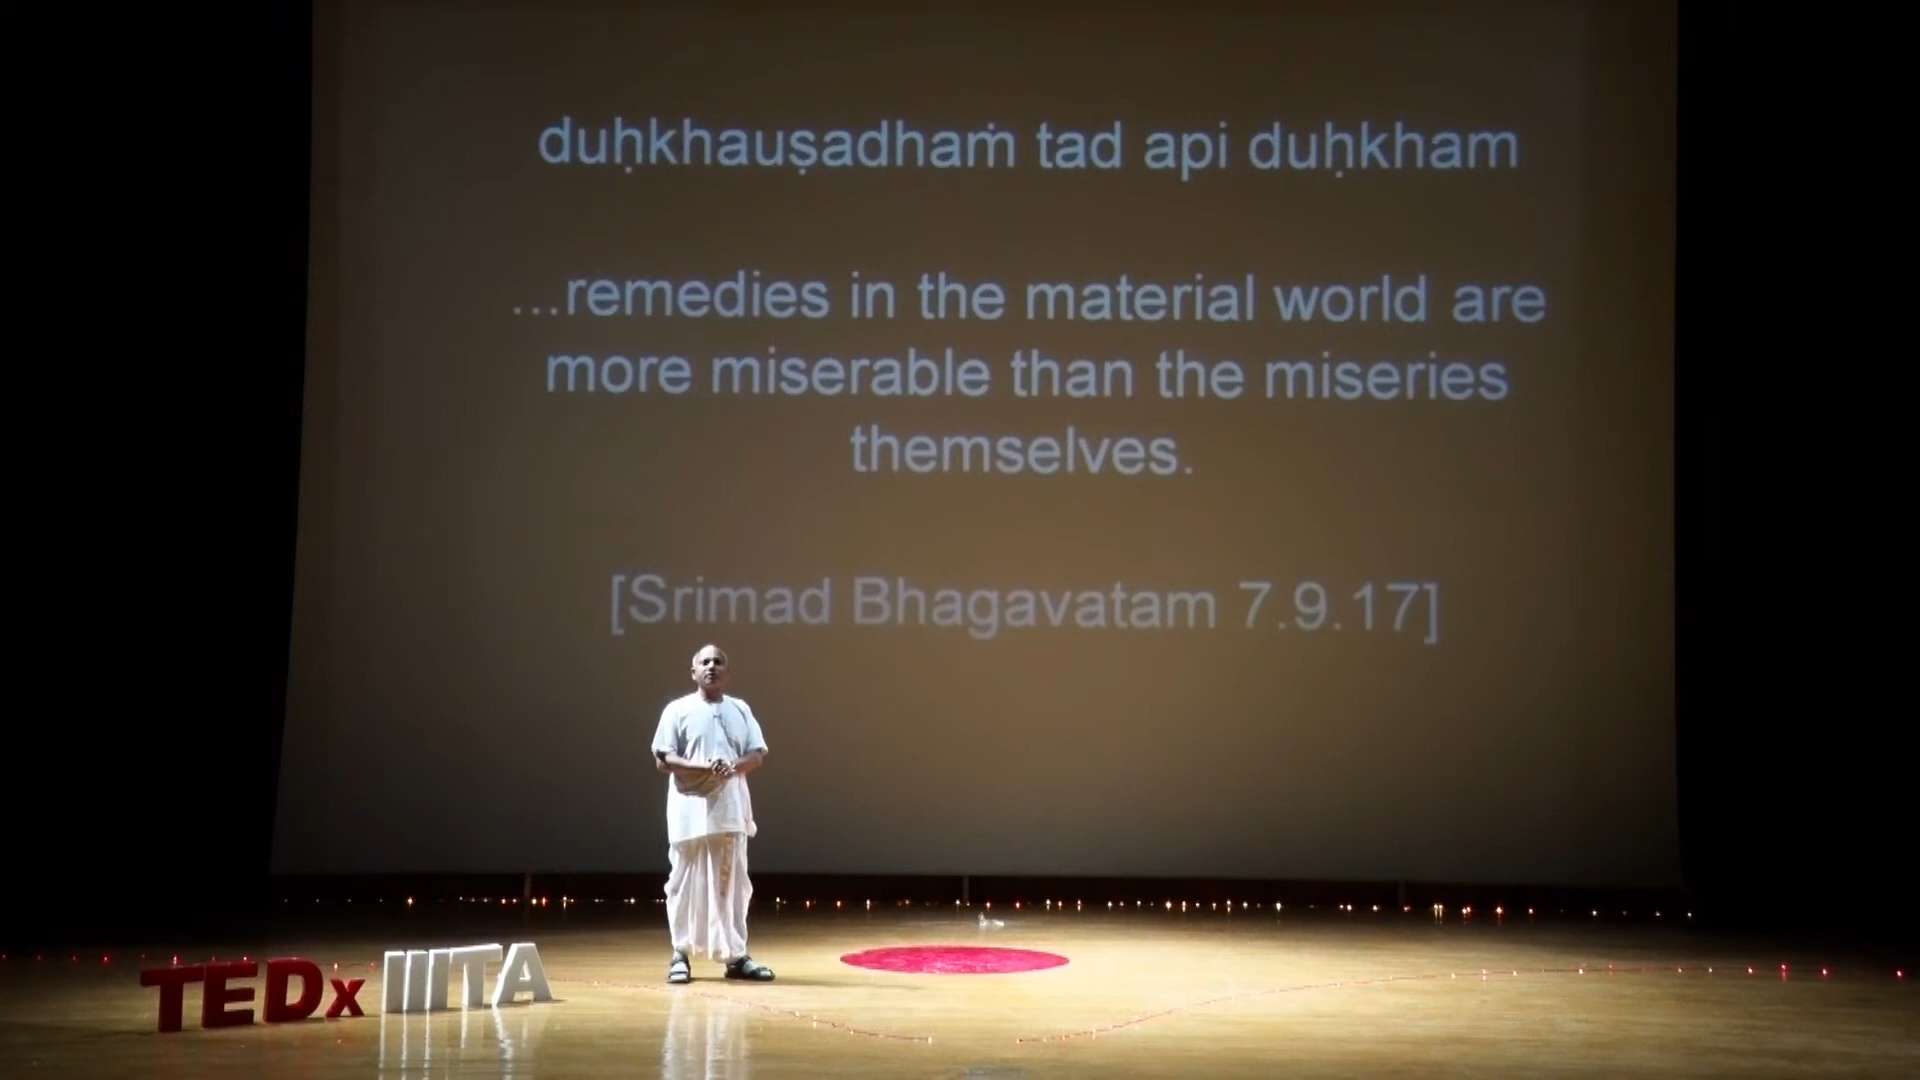 duḥkhauṣadhaṁ tad api duḥkham
...remedies in the material world are
more miserable than the miseries
themselves.
[Srimad Bhagavatam 7.9.17]
TEDx IIITA